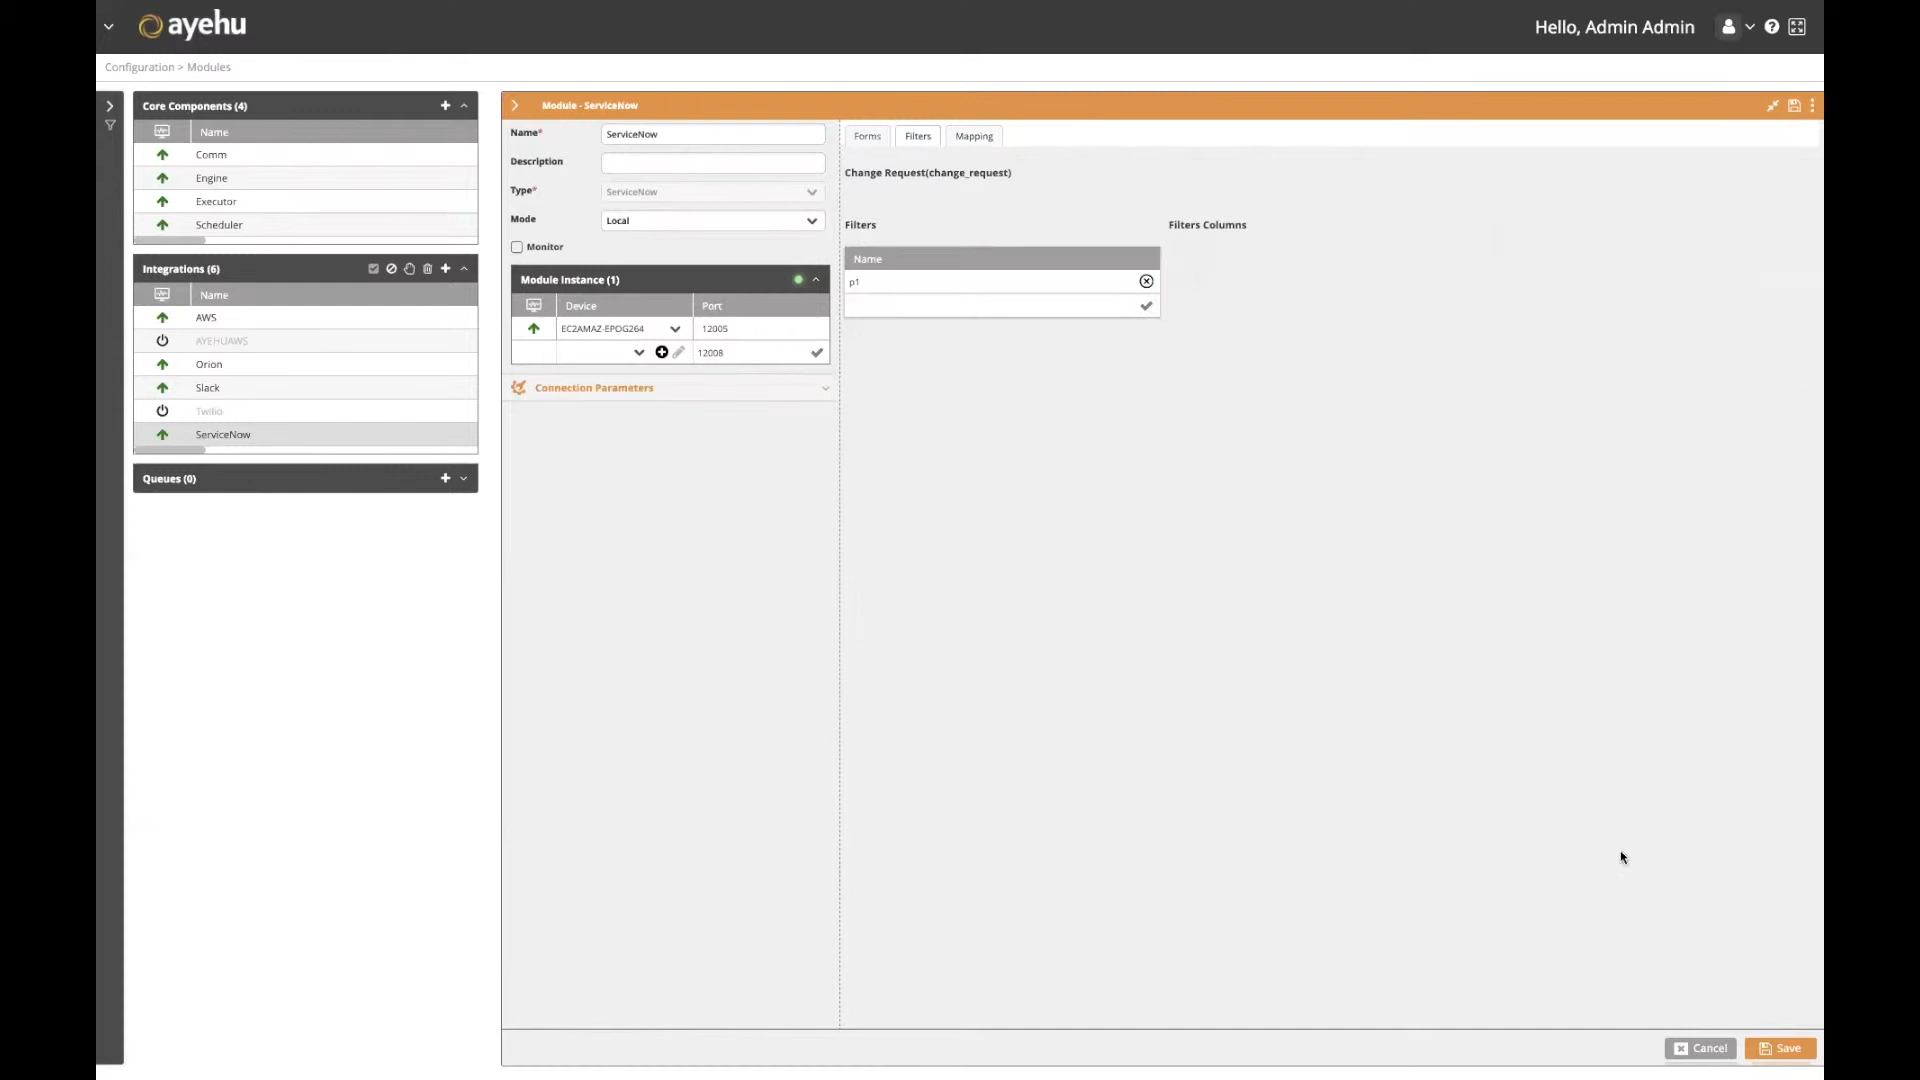 ayehu
Hello, Admin Admin
Configuration > Modules
Core Components (4)
Name
Comm
Engine
Executor
Scheduler
Integrations (6)
Name
AWS
AYEHUAWS
Orion
Slack
Twilio
ServiceNow
Queues (0)
Module - ServiceNow
Name* ServiceNow
Description
Type* ServiceNow
Mode Local
Monitor
Module Instance (1)
Device Port
EC2AMAZ-EPOG264 12005
12008
Connection Parameters
Forms Filters Mapping
Change Request(change_request)
Filters Filters Columns
Name
p1
Cancel Save